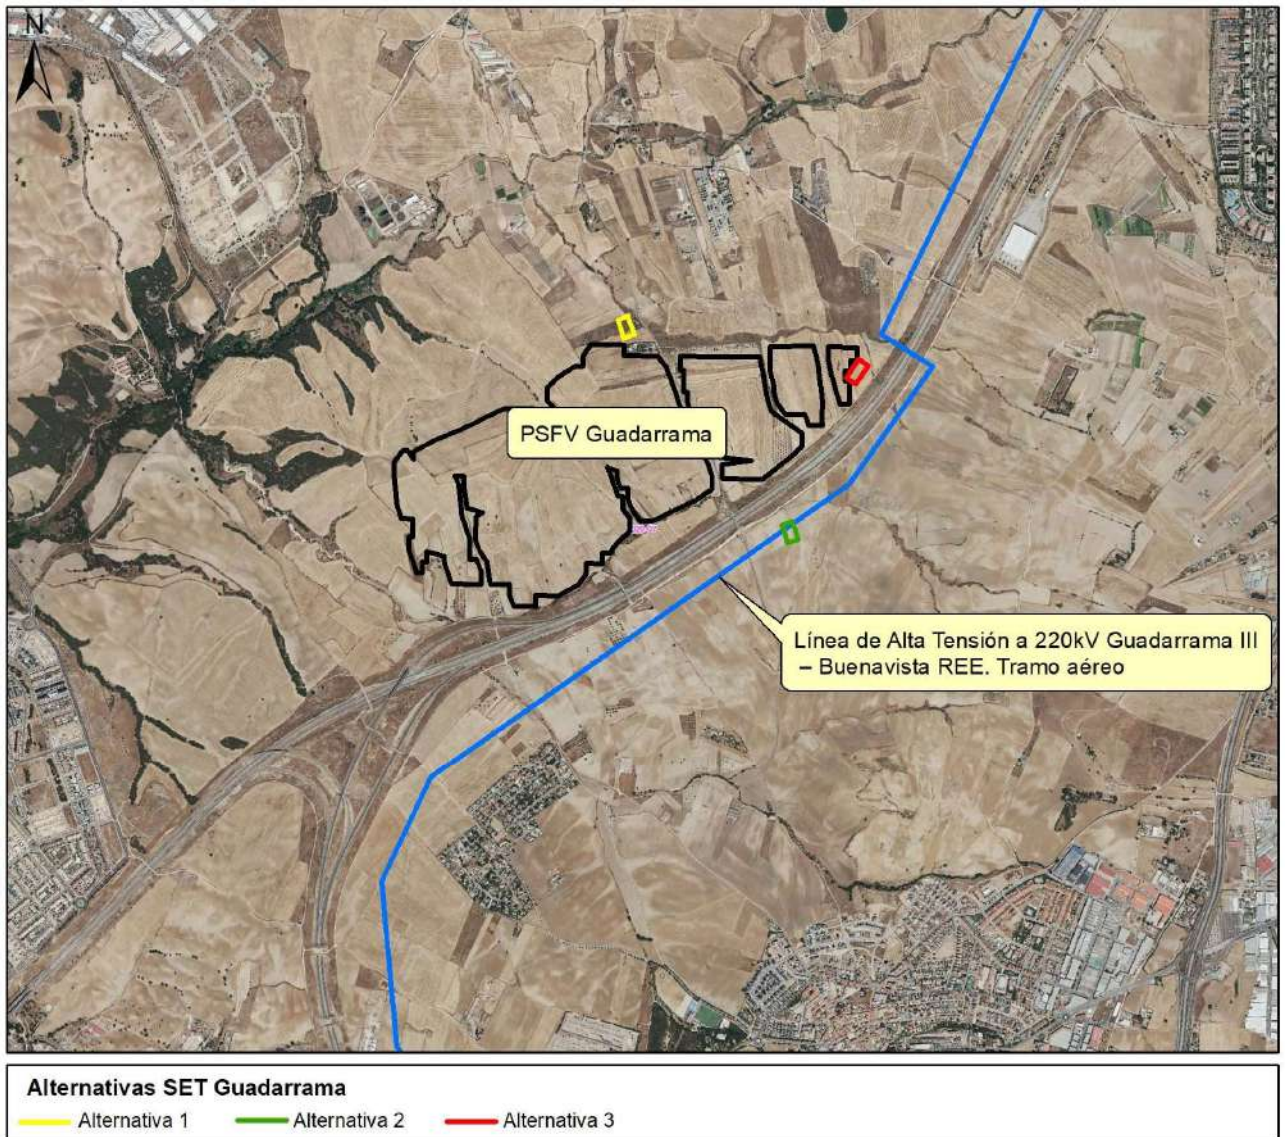 N
PSFV Guadarrama
Línea de Alta Tensión a 220kV Guadarrama III
– Buenavista REE. Tramo aéreo
Alternativas SET Guadarrama
Alternativa 1
Alternativa 2
Alternativa 3